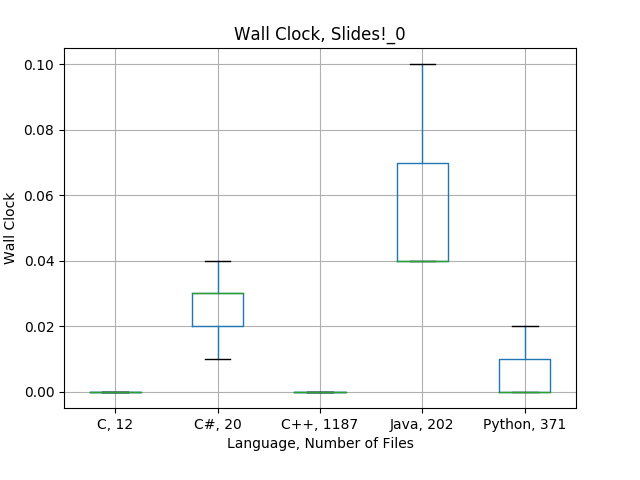 Wall Clock, Slides!_0
Wall Clock
0.10
0.08
0.06
0.04
0.02
0.00
C, 12
C#, 20
C++, 1187
Java, 202
Python, 371
Language, Number of Files